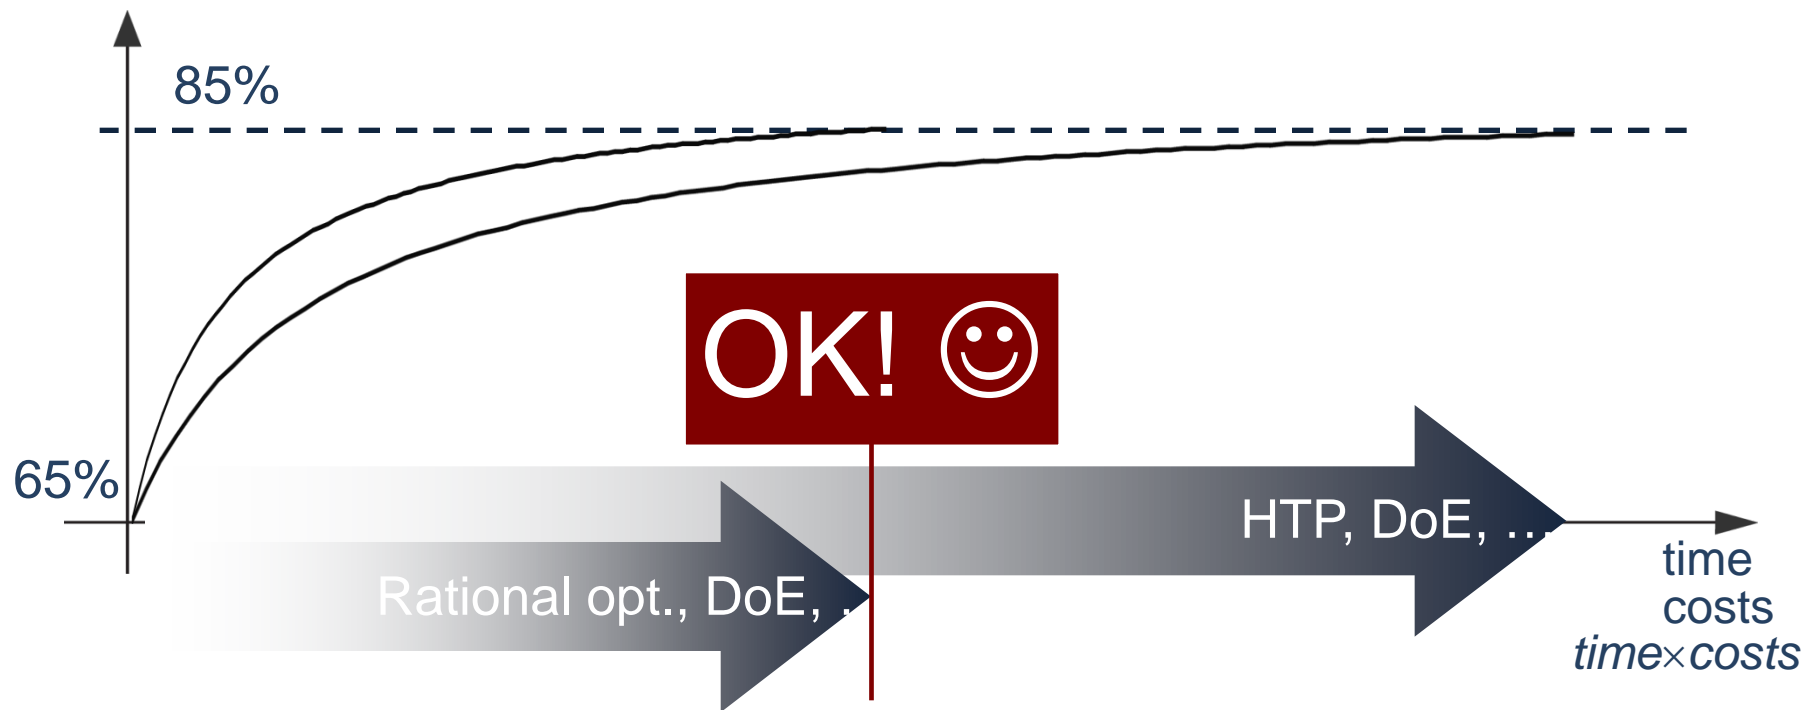 85%
OK! ☺
65%
HTP, DoE, …
Rational opt., DoE, .
time
costs
time×costs